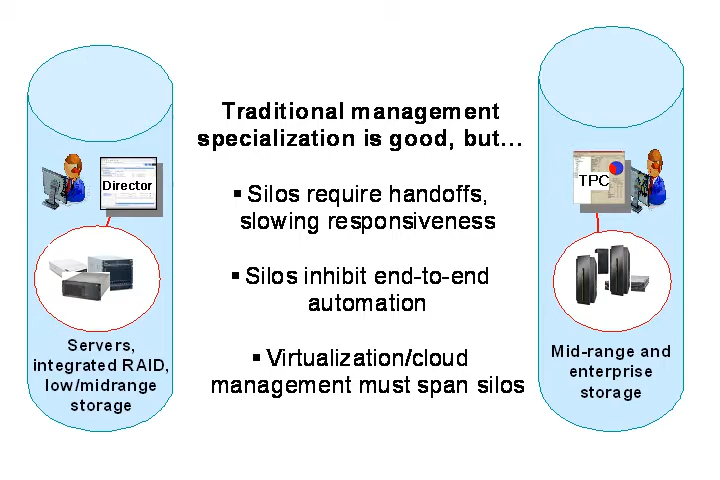 Traditional management
specialization is good, but...
▪ Silos require handoffs,
slowing responsiveness
▪ Silos inhibit end-to-end
automation
▪ Virtualization/cloud
management must span silos
Director
Servers,
integrated RAID,
low/midrange
storage
TPC
Mid-range and
enterprise
storage